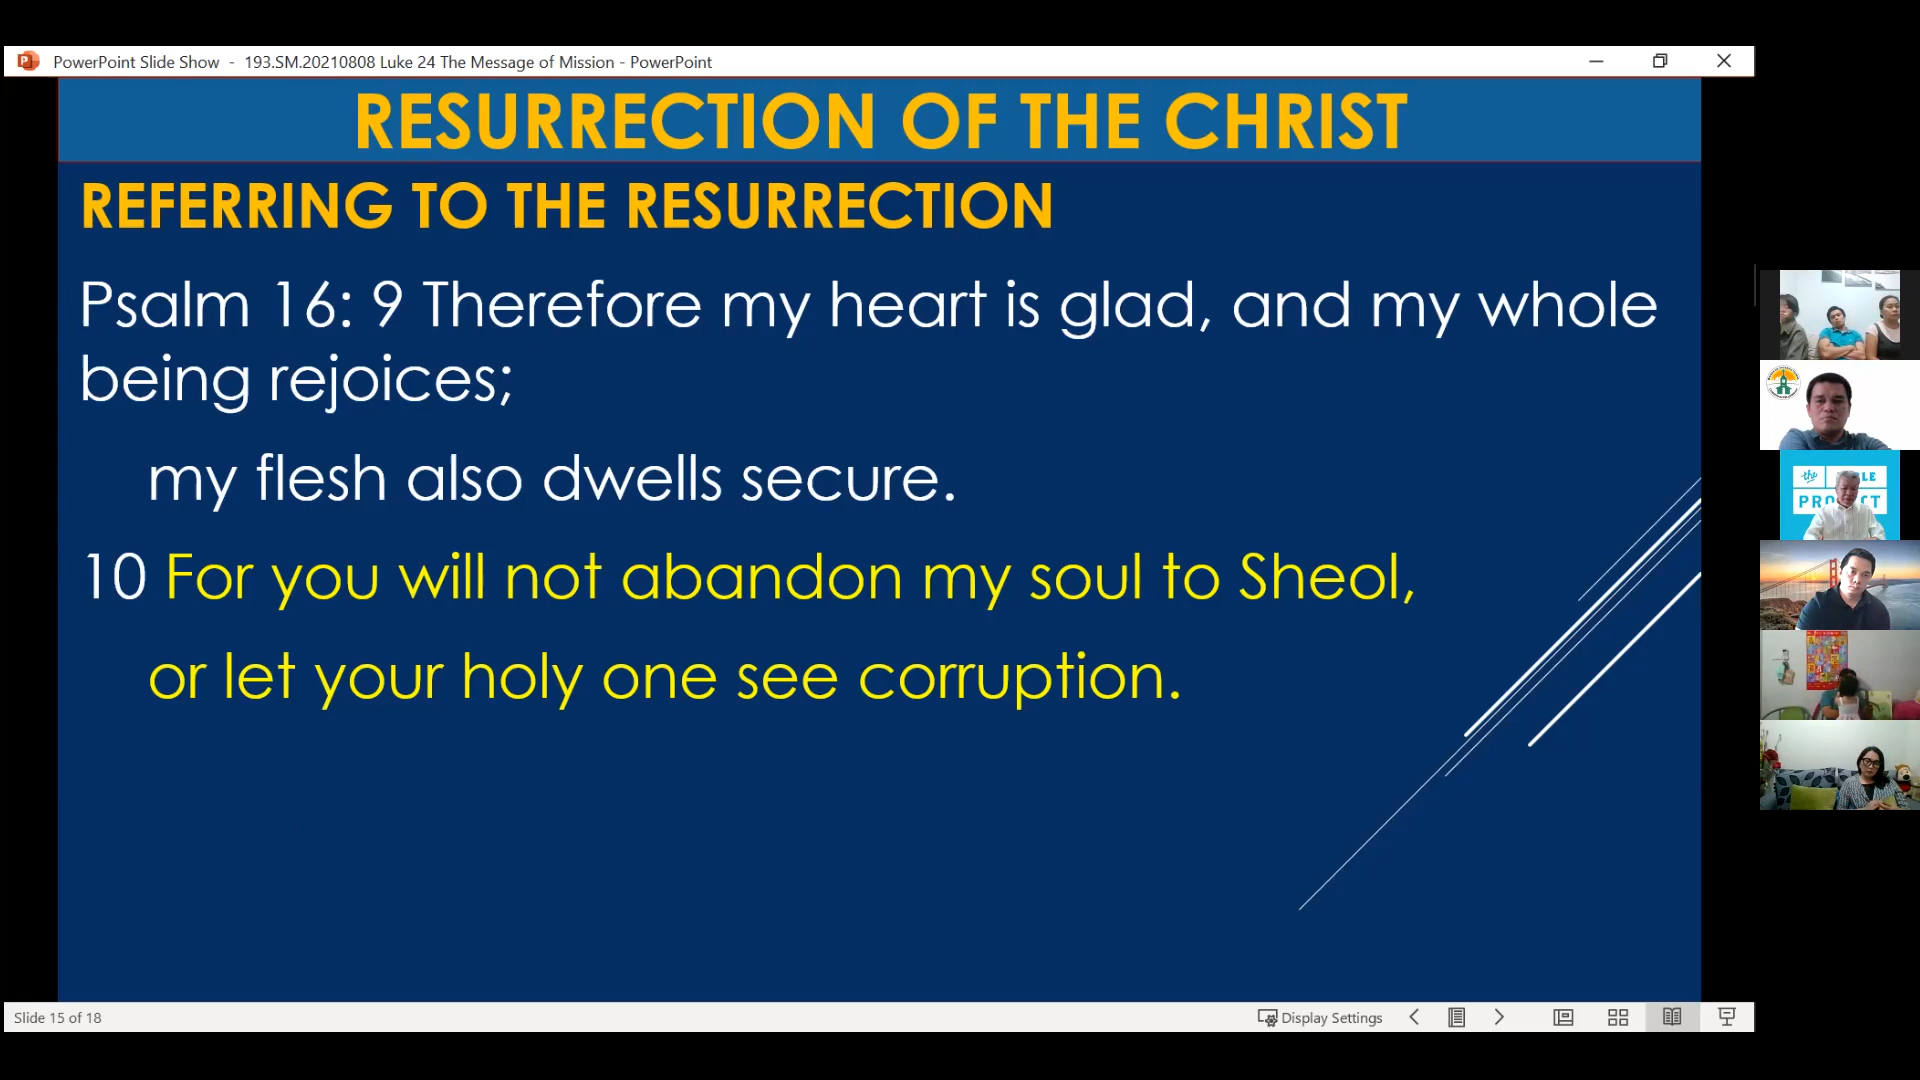 PowerPoint Slide Show - 193.SM.20210808 Luke 24 The Message of Mission - PowerPoint
RESURRECTION OF THE CHRIST
REFERRING TO THE RESURRECTION
Psalm 16: 9 Therefore my heart is glad, and my whole
being rejoices;
my flesh also dwells secure.
10 For you will not abandon my soul to Sheol,
or let your holy one see corruption.
the
Slide 15 of 18
Display Settings